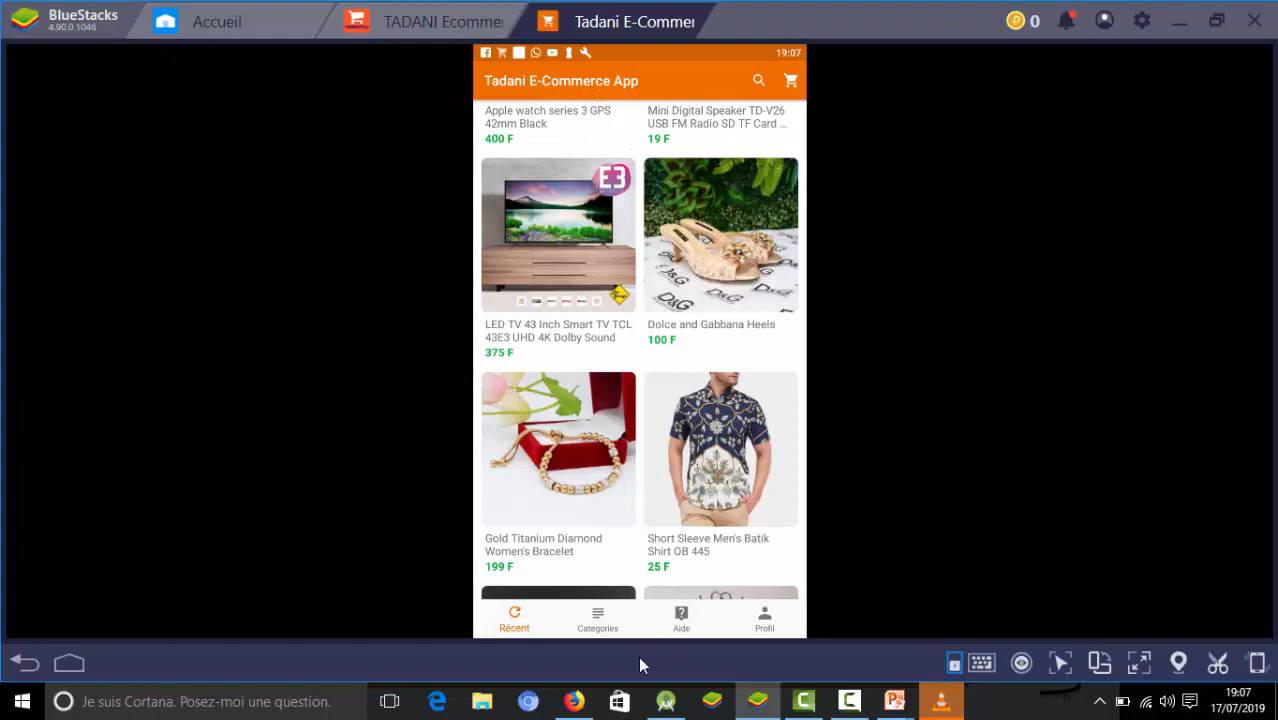 BlueStacks
4.90.0.1046
Accueil
TADANI Ecommer
Tadani E-Commer
0
19:07
Tadani E-Commerce App
Apple watch series 3 GPS
42mm Black
400 F
Mini Digital Speaker TD-V26
USB FM Radio SD TF Card ...
19 F
E3
D&G
D&G
D&G
LED TV 43 Inch Smart TV TCL
43E3 UHD 4K Dolby Sound
375 F
Dolce and Gabbana Heels
100 F
Gold Titanium Diamond
Women's Bracelet
199 F
Short Sleeve Men's Batik
Shirt OB 445
25 F
Récent
Categories
Aide
Profil
Je suis Cortana. Posez-moi une question.
19:07
17/07/2019